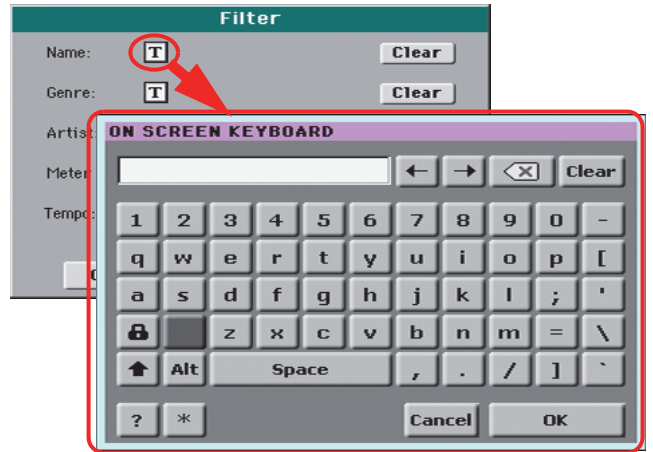 Filter
Name: T Clear
Genre: T Clear
Artist
ON SCREEN KEYBOARD
Meter
← → ⌫ Clear
Tempo:
1 2 3 4 5 6 7 8 9 0 -
q w e r t y u i o p [
a s d f g h j k l ; '
z x c v b n m = \
Alt Space , . / ] `
? * Cancel OK